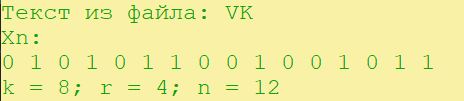 Текст из файла: VK
Xn:
0 1 0 1 0 1 1 0 0 1 0 0 1 0 1 1
k = 8; r = 4; n = 12